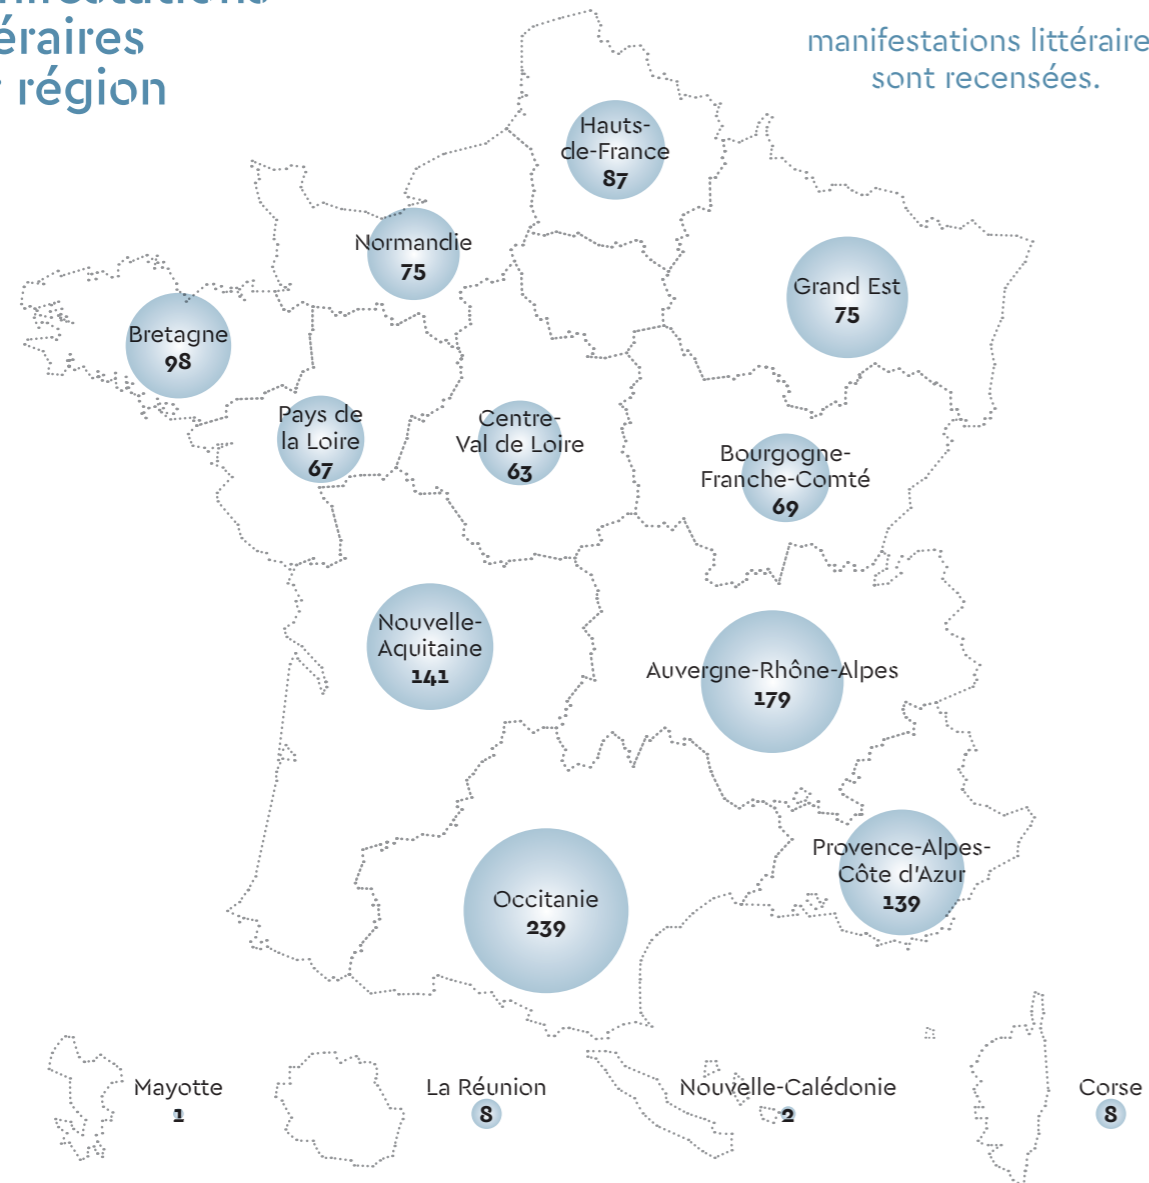 éraires
région
manifestations littéraire
sont recensées.
Hauts-
de-France
87
Normandie
75
Grand Est
75
Bretagne
98
Pays de
la Loire
67
Centre-
Val de Loire
63
Bourgogne-
Franche-Comté
69
Nouvelle-
Aquitaine
141
Auvergne-Rhône-Alpes
179
Provence-Alpes-
Côte d'Azur
139
Occitanie
239
Mayotte
1
La Réunion
8
Nouvelle-Calédonie
2
Corse
8